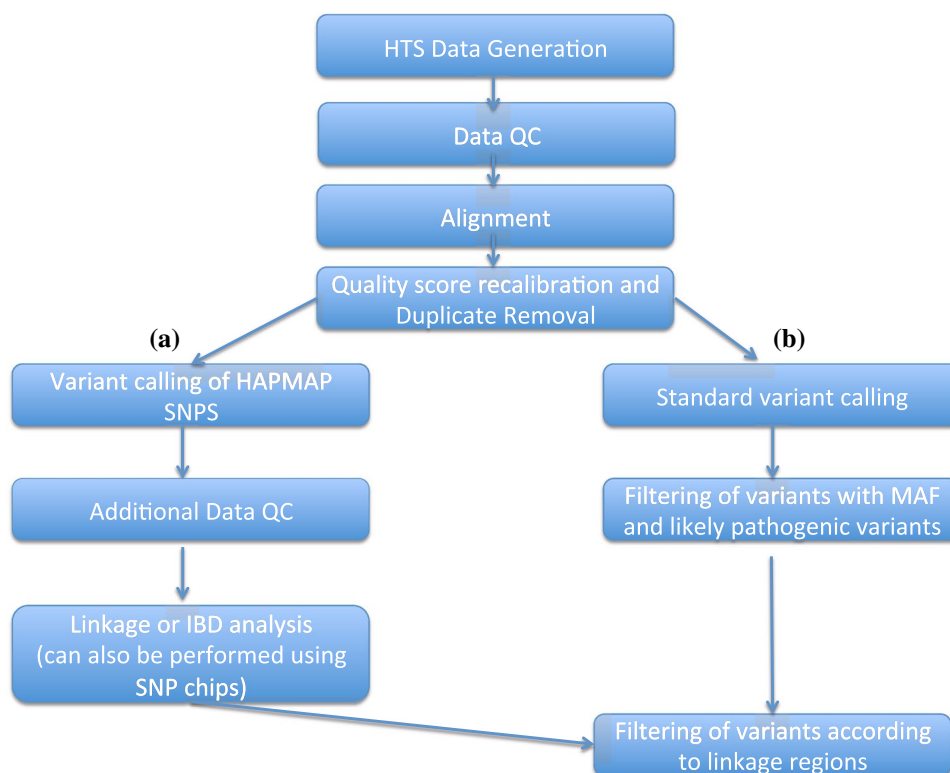 HTS Data Generation
Data QC
Alignment
Quality score recalibration and
Duplicate Removal
(a)
(b)
Variant calling of HAPMAP
SNPS
Standard variant calling
Additional Data QC
Filtering of variants with MAF
and likely pathogenic variants
Linkage or IBD analysis
(can also be performed using
SNP chips)
Filtering of variants according
to linkage regions